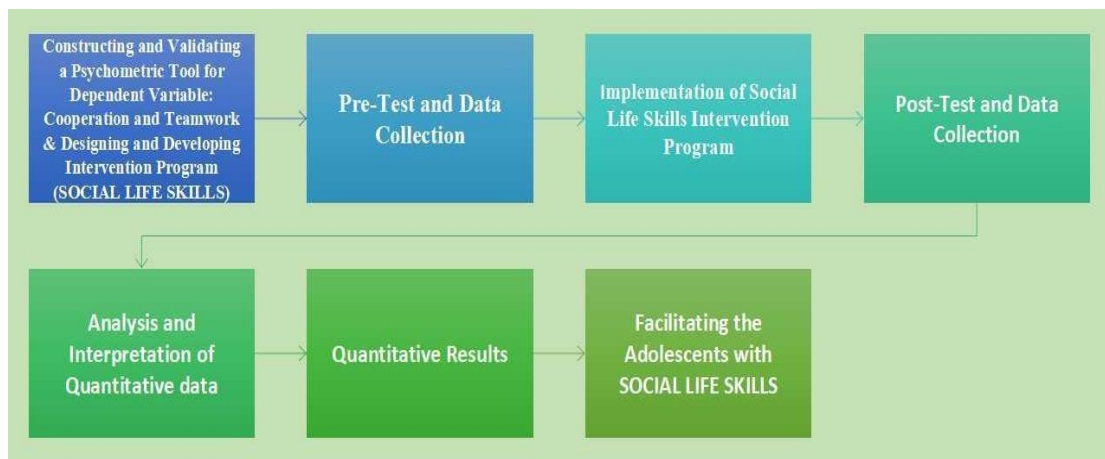 Constructing and Validating
a Psychometric Tool for
Dependent Variable:
Cooperation and Teamwork
& Designing and Developing
Intervention Program
(SOCIAL LIFE SKILLS)
Pre-Test and Data
Collection
Implementation of Social
Life Skills Intervention
Program
Post-Test and Data
Collection
Analysis and
Interpretation of
Quantitative data
Quantitative Results
Facilitating the
Adolescents with
SOCIAL LIFE SKILLS